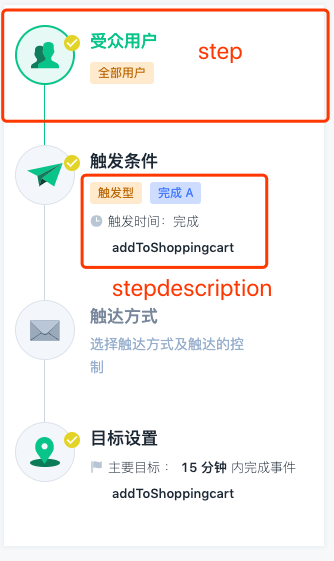 受众用户
step
全部用户
触发条件
触发型 完成 A
触发时间: 完成
addToShoppingcart
stepdescription
触达方式
选择触达方式及触达的控
制
目标设置
主要目标: 15 分钟 内完成事件
addToShoppingcart